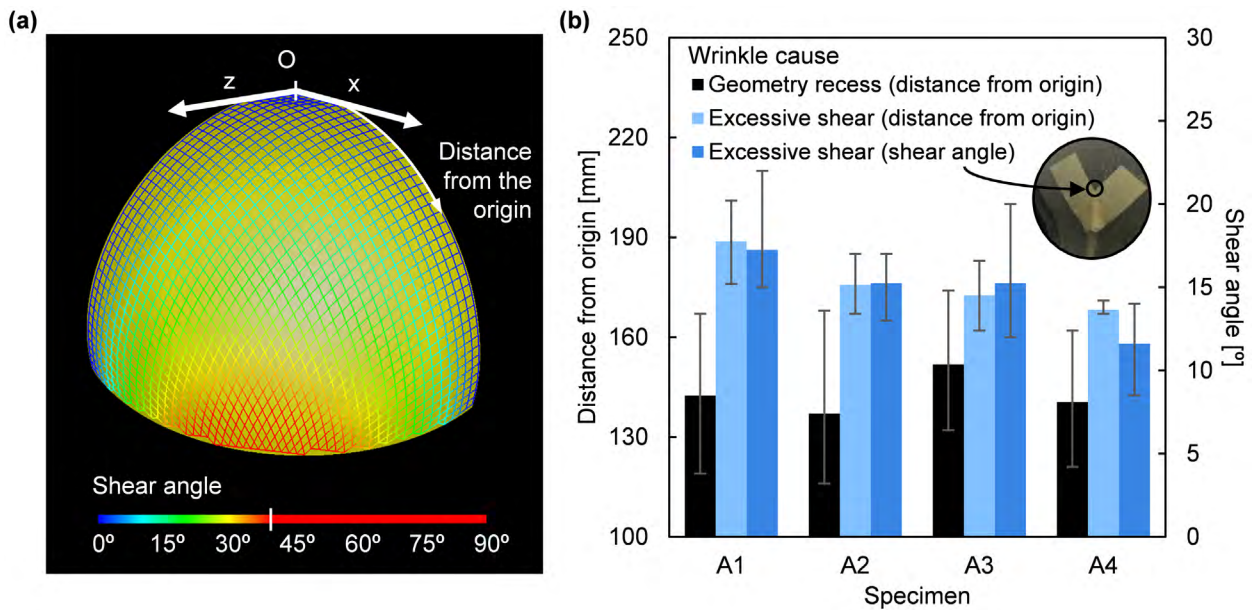 (a)
O
z
x
Distance
from the
origin
Shear angle
0º 15º 30º 45º 60º 75º 90º
(b)
Distance from origin [mm]
250
220
190
160
130
100
Wrinkle cause
Geometry recess (distance from origin)
Excessive shear (distance from origin)
Excessive shear (shear angle)
30
25
20
15
10
5
0
Shear angle [º]
A1 A2 A3 A4
Specimen